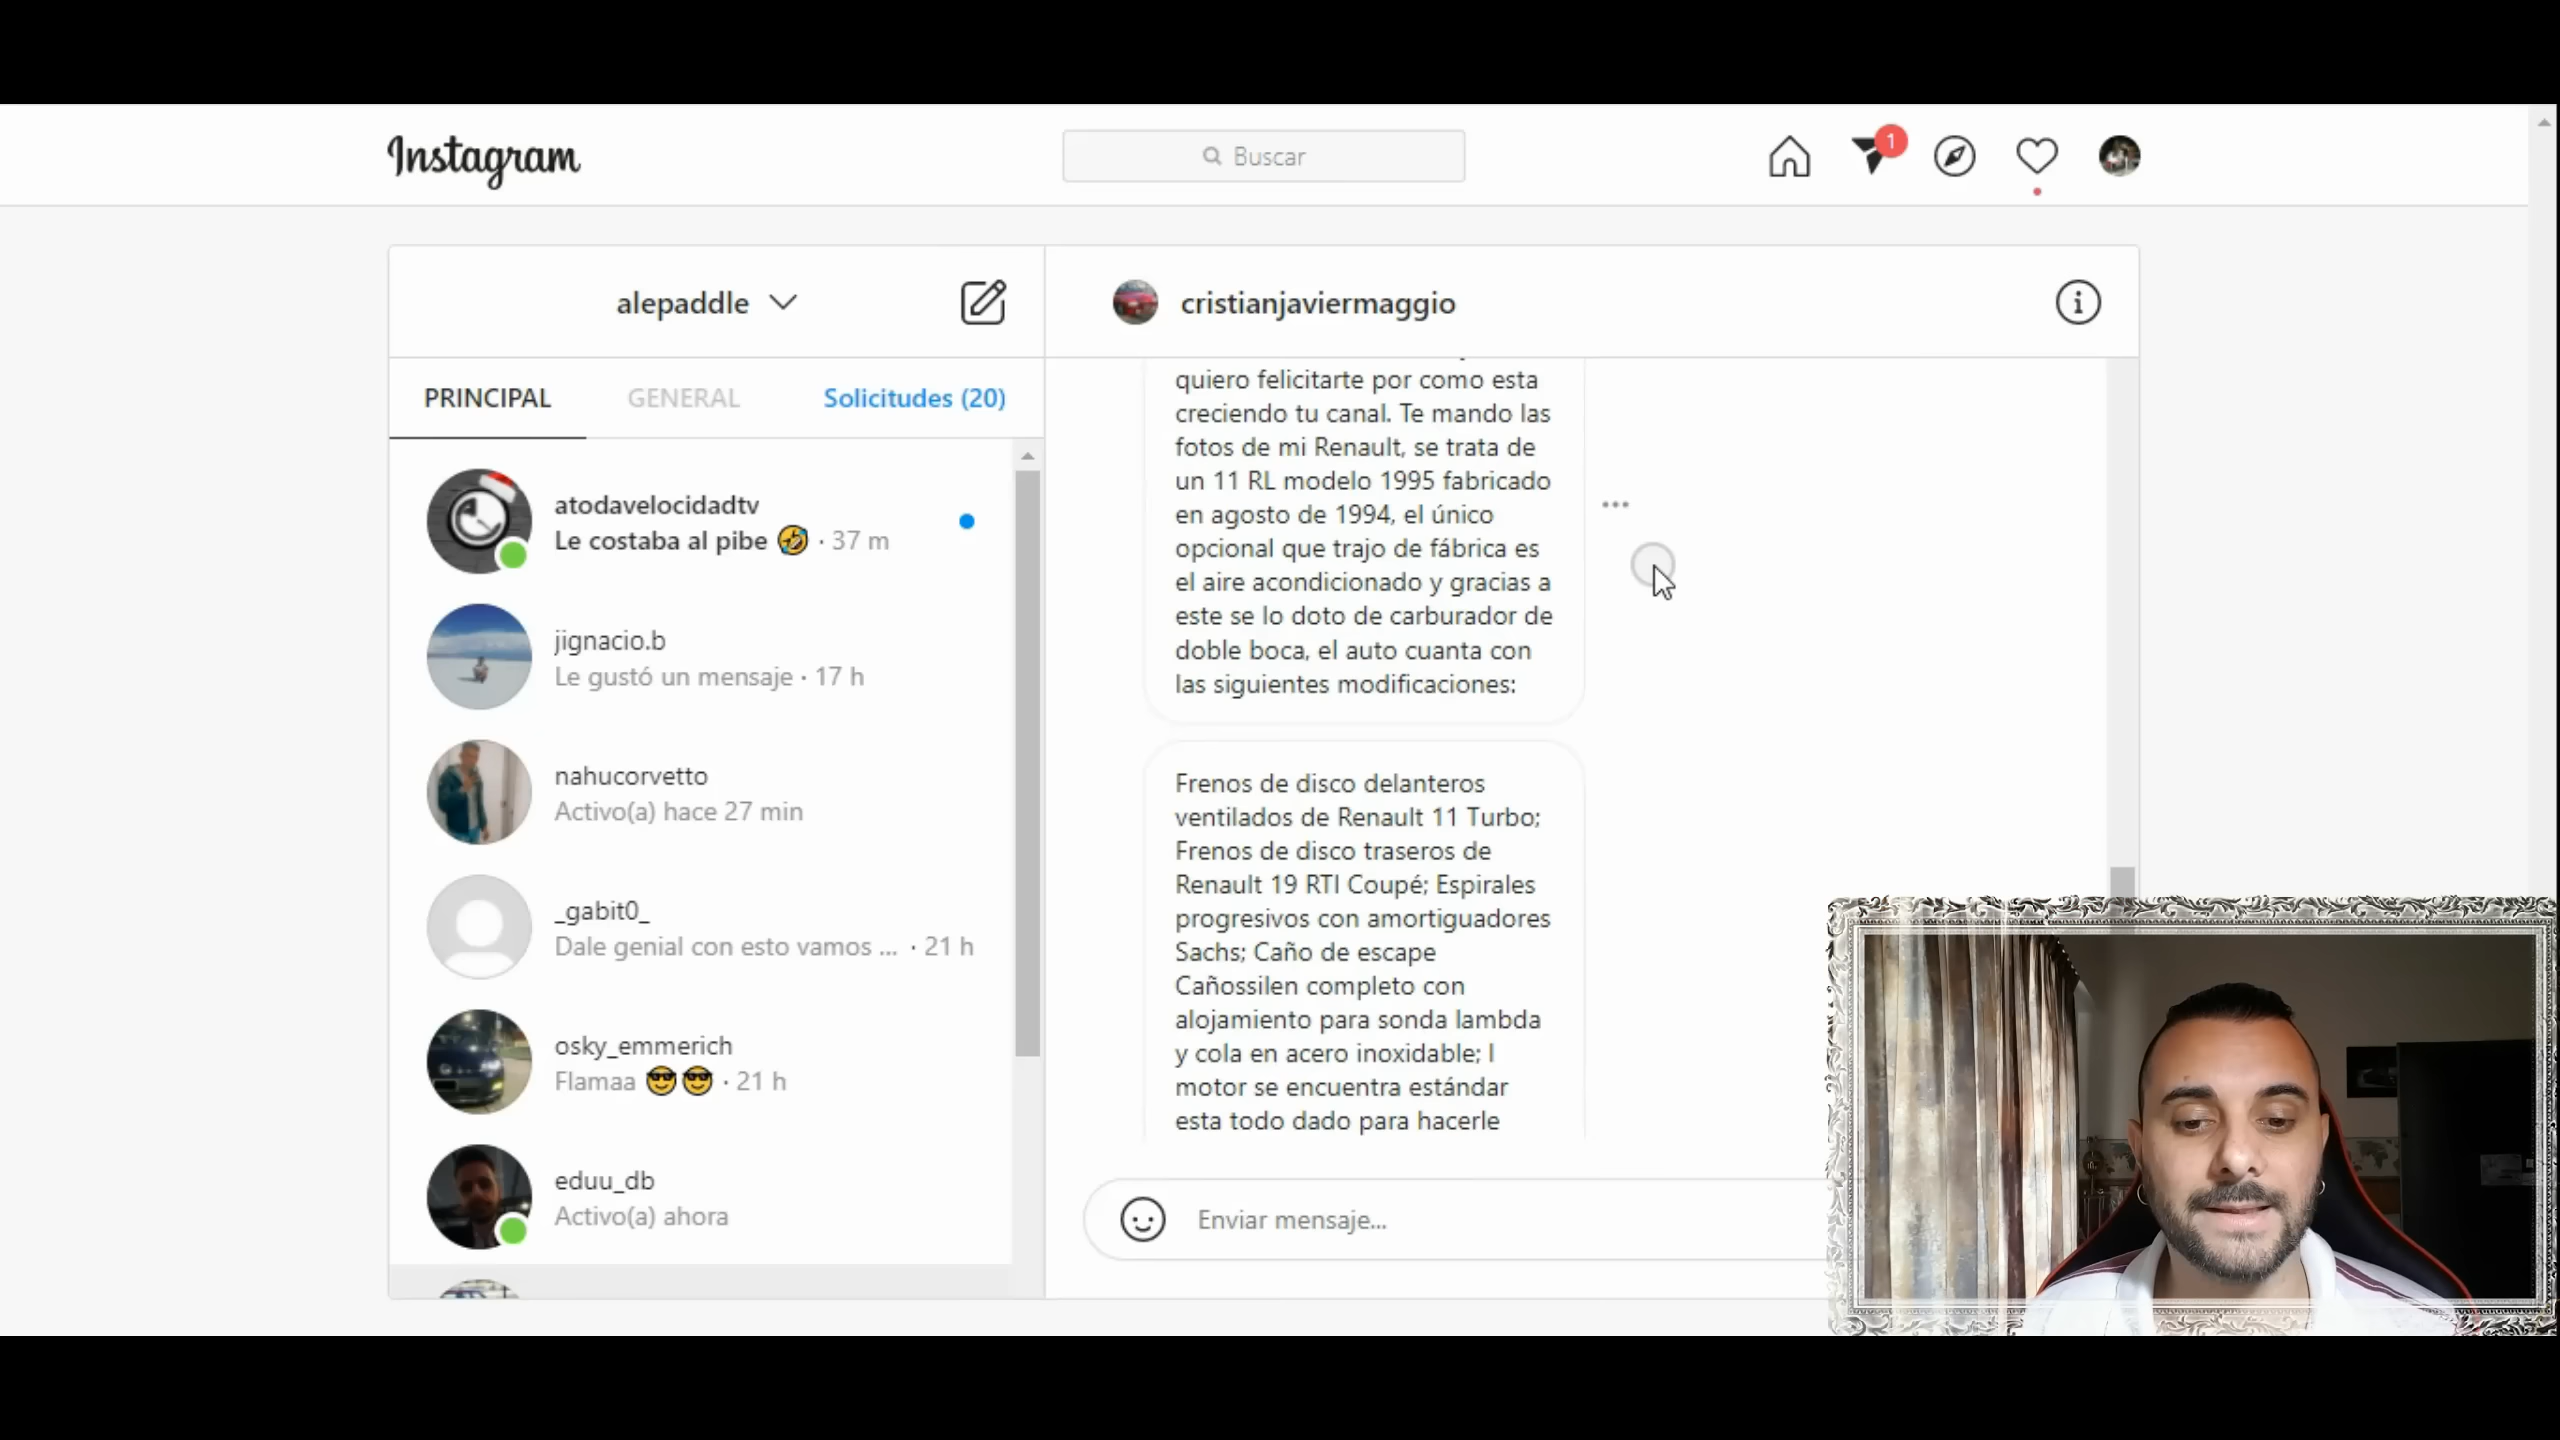 Instagram
Buscar
1
alepaddle
cristianjaviermaggio
PRINCIPAL
GENERAL
Solicitudes (20)
atodavelocidadtv
Le costaba al pibe 🤣 · 37 m
jignacio.b
Le gustó un mensaje · 17 h
nahucorvetto
Activo(a) hace 27 min
_gabit0_
Dale genial con esto vamos ... · 21 h
osky_emmerich
Flamaa 😎😎 · 21 h
eduu_db
Activo(a) ahora
quiero felicitarte por como esta
creciendo tu canal. Te mando las
fotos de mi Renault, se trata de
un 11 RL modelo 1995 fabricado
en agosto de 1994, el único
opcional que trajo de fábrica es
el aire acondicionado y gracias a
este se lo doto de carburador de
doble boca, el auto cuanta con
las siguientes modificaciones:
Frenos de disco delanteros
ventilados de Renault 11 Turbo;
Frenos de disco traseros de
Renault 19 RTI Coupé; Espirales
progresivos con amortiguadores
Sachs; Caño de escape
Cañossilen completo con
alojamiento para sonda lambda
y cola en acero inoxidable; l
motor se encuentra estándar
esta todo dado para hacerle
Enviar mensaje...